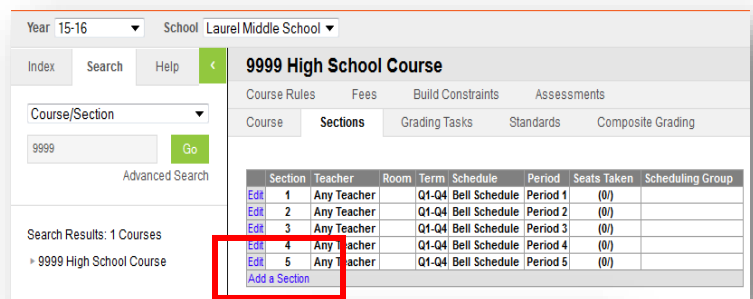 Year 15-16 School Laurel Middle School
Index Search Help <
Course/Section
9999 Go
Advanced Search
Search Results: 1 Courses
9999 High School Course
9999 High School Course
Course Rules Fees Build Constraints Assessments
Course Sections Grading Tasks Standards Composite Grading
Section Teacher Room Term Schedule Period Seats Taken Scheduling Group
Edit 1 Any Teacher Q1-Q4 Bell Schedule Period 1 (0/)
Edit 2 Any Teacher Q1-Q4 Bell Schedule Period 2 (0/)
Edit 3 Any Teacher Q1-Q4 Bell Schedule Period 3 (0/)
Edit 4 Any Teacher Q1-Q4 Bell Schedule Period 4 (0/)
Edit 5 Any Teacher Q1-Q4 Bell Schedule Period 5 (0/)
Add a Section